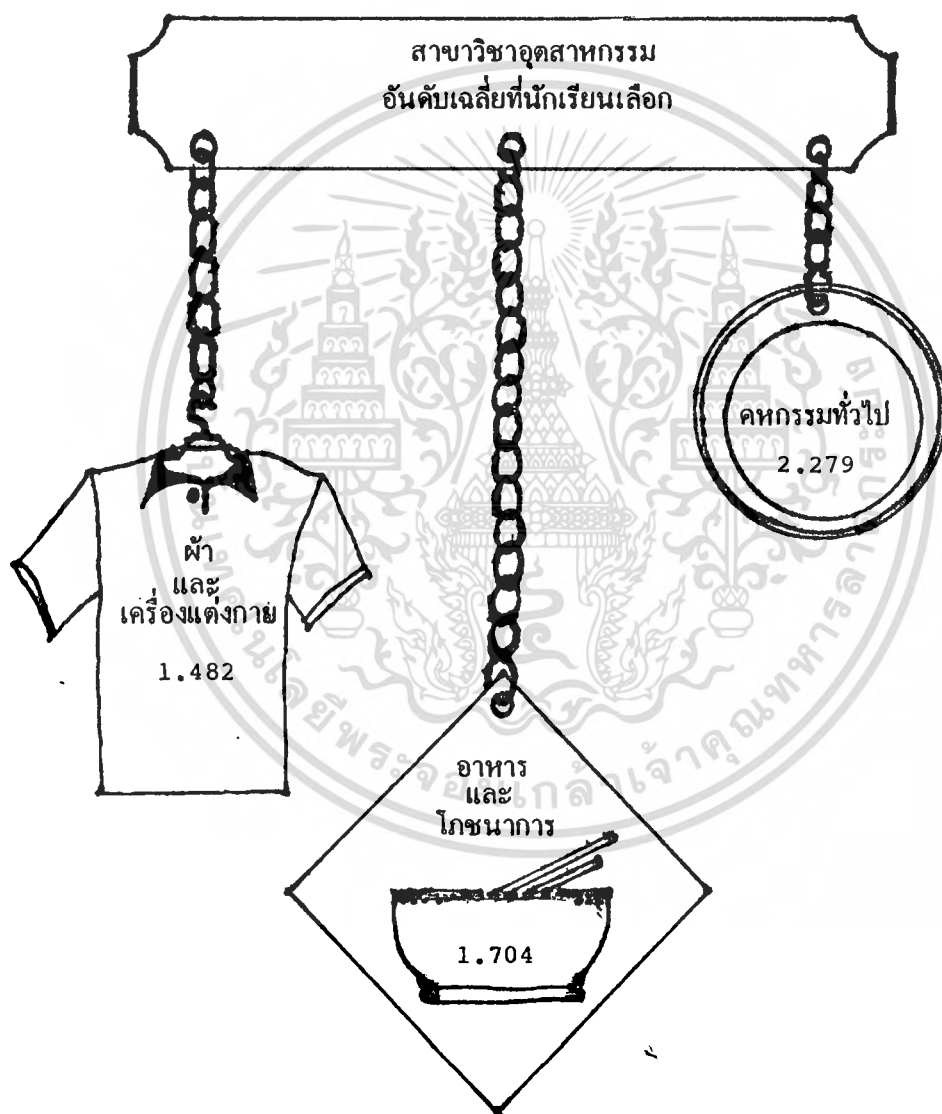 สาขาวิชาอุตสาหกรรม
อันดับเฉลี่ยที่นักเรียนเลือก
คหกรรมทั่วไป
2.279
ผ้า
และ
เครื่องแต่งกาย
1.482
อาหาร
และ
โภชนาการ
1.704